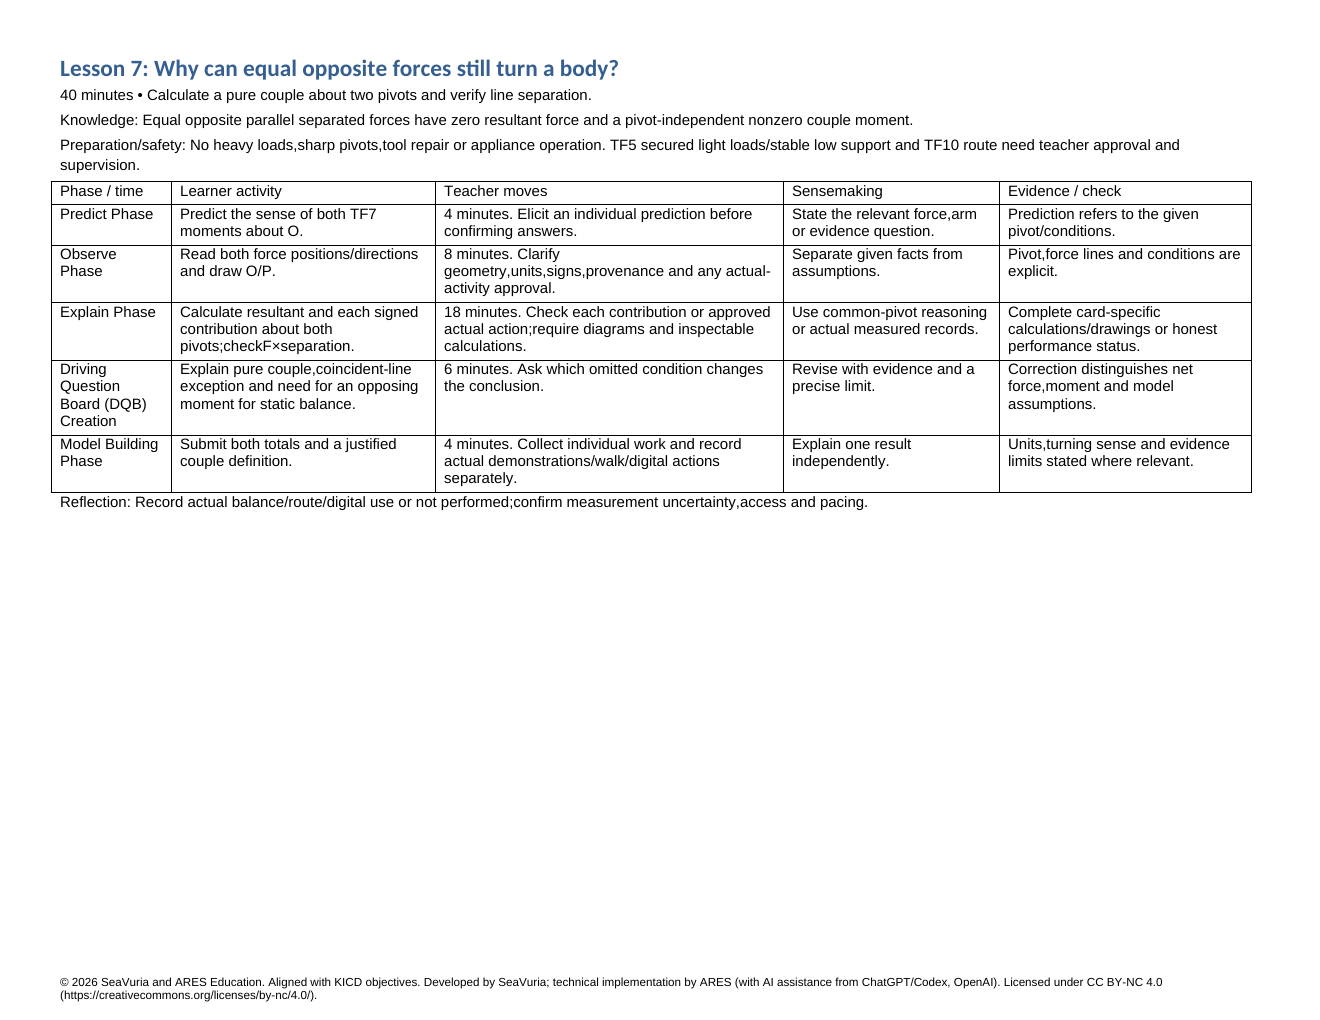 Lesson 7: Why can equal opposite forces still turn a body?
40 minutes • Calculate a pure couple about two pivots and verify line separation.
Knowledge: Equal opposite parallel separated forces have zero resultant force and a pivot-independent nonzero couple moment.
Preparation/safety: No heavy loads,sharp pivots,tool repair or appliance operation. TF5 secured light loads/stable low support and TF10 route need teacher approval and
supervision.
Phase / time
Learner activity
Teacher moves
Sensemaking
Evidence / check
Predict Phase
Predict the sense of both TF7
moments about O.
4 minutes. Elicit an individual prediction before
confirming answers.
State the relevant force,arm
or evidence question.
Prediction refers to the given
pivot/conditions.
Observe
Phase
Read both force positions/directions
and draw O/P.
8 minutes. Clarify
geometry,units,signs,provenance and any actual-
activity approval.
Separate given facts from
assumptions.
Pivot,force lines and conditions are
explicit.
Explain Phase
Calculate resultant and each signed
contribution about both
pivots;checkF×separation.
18 minutes. Check each contribution or approved
actual action;require diagrams and inspectable
calculations.
Use common-pivot reasoning
or actual measured records.
Complete card-specific
calculations/drawings or honest
performance status.
Driving
Question
Board (DQB)
Creation
Explain pure couple,coincident-line
exception and need for an opposing
moment for static balance.
6 minutes. Ask which omitted condition changes
the conclusion.
Revise with evidence and a
precise limit.
Correction distinguishes net
force,moment and model
assumptions.
Model Building
Phase
Submit both totals and a justified
couple definition.
4 minutes. Collect individual work and record
actual demonstrations/walk/digital actions
separately.
Explain one result
independently.
Units,turning sense and evidence
limits stated where relevant.
Reflection: Record actual balance/route/digital use or not performed;confirm measurement uncertainty,access and pacing.
© 2026 SeaVuria and ARES Education. Aligned with KICD objectives. Developed by SeaVuria; technical implementation by ARES (with AI assistance from ChatGPT/Codex, OpenAI). Licensed under CC BY-NC 4.0
(https://creativecommons.org/licenses/by-nc/4.0/).